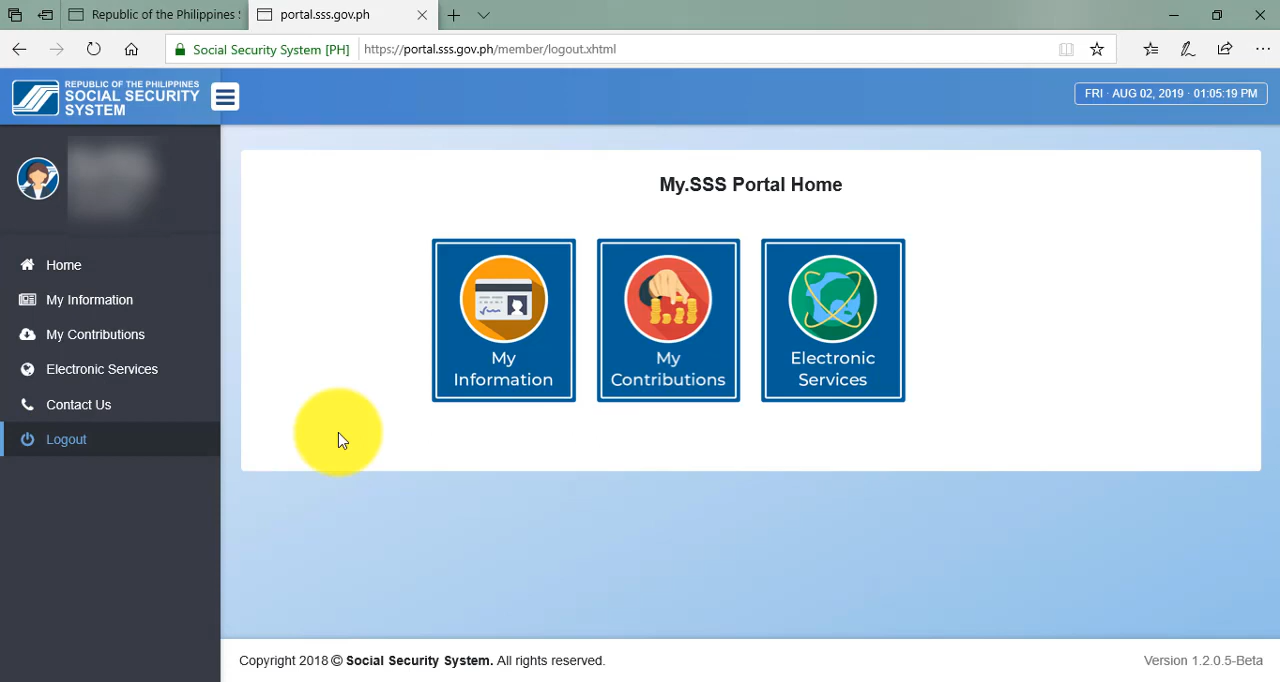 Republic of the Philippines
portal.sss.gov.ph
Social Security System [PH]
https://portal.sss.gov.ph/member/logout.xhtml
REPUBLIC OF THE PHILIPPINES
SOCIAL SECURITY
SYSTEM
FRI · AUG 02, 2019 · 01:05:19 PM
Home
My Information
My Contributions
Electronic Services
Contact Us
Logout
My.SSS Portal Home
My
Information
My
Contributions
Electronic
Services
Copyright 2018 © Social Security System. All rights reserved.
Version 1.2.0.5-Beta